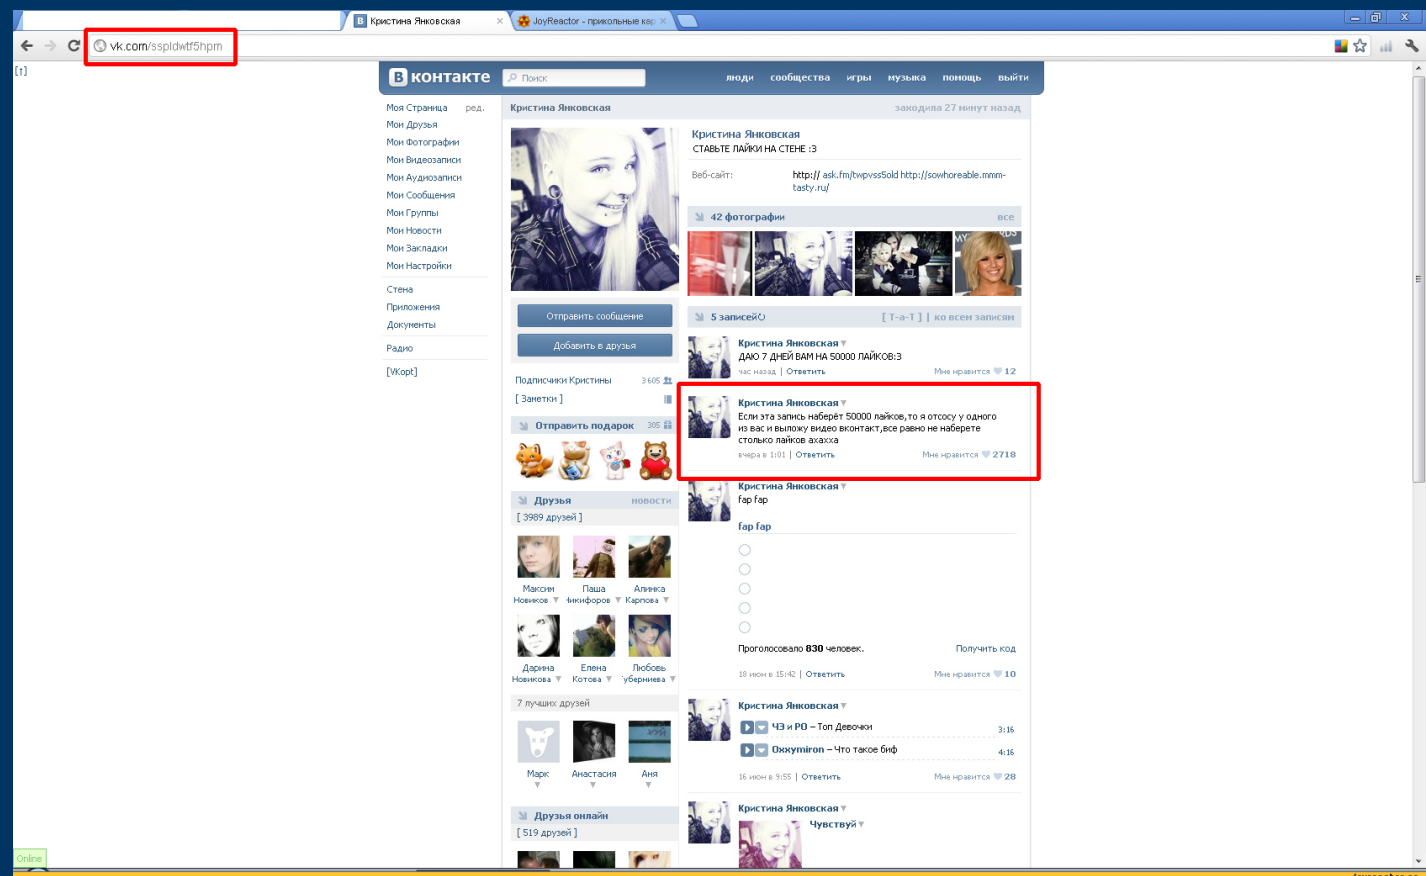 Кристина Янковская
JoyReactor - прикольные кар
vk.com/sspldwtf5hpm
[↑]
В контакте
Поиск
люди сообщества игры музыка помощь выйти
Моя Страница ред.
Мои Друзья
Мои Фотографии
Мои Видеозаписи
Мои Аудиозаписи
Мои Сообщения
Мои Группы
Мои Новости
Мои Закладки
Мои Настройки
Стена
Приложения
Документы
Радио
[VKopt]
Кристина Янковская
заходила 27 минут назад
Отправить сообщение
Добавить в друзья
Подписчики Кристины 3 605
[ Заметки ]
Отправить подарок 305
Друзья новости
[ 3989 друзей ]
Максим Новиков
Паша Никифоров
Алинка Карпова
Дарина Новикова
Елена Котова
Любовь Губерниева
7 лучших друзей
Марк
Анастасия
Аня
Друзья онлайн
[ 519 друзей ]
Кристина Янковская
СТАВЬТЕ ЛАЙКИ НА СТЕНЕ :3
Веб-сайт: http:// ask.fm/twpvss5old http://sowhoreable.mmm-
tasty.ru/
42 фотографии все
5 записей [ T-a-T ] | ко всем записям
Кристина Янковская
ДАЮ 7 ДНЕЙ ВАМ НА 50000 ЛАЙКОВ:3
час назад | Ответить Мне нравится 12
Кристина Янковская
Если эта запись наберёт 50000 лайков,то я отсосу у одного
из вас и выложу видео вконтакт,все равно не наберете
столько лайков ахахха
вчера в 1:01 | Ответить Мне нравится 2718
Кристина Янковская
fap fap
fap fap
Проголосовало 830 человек. Получить код
18 июн в 15:42 | Ответить Мне нравится 10
Кристина Янковская
ЧЭ и РО – Топ Девочки 3:16
Oxxymiron – Что такое биф 4:16
16 июн в 9:55 | Ответить Мне нравится 28
Кристина Янковская
Чувствуй
Online